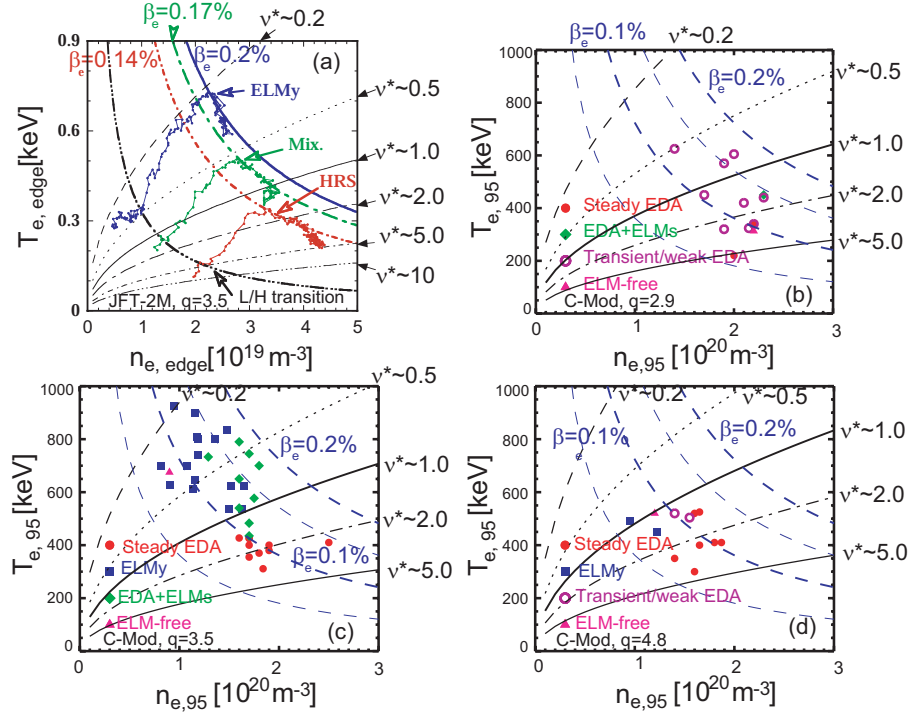 (a)
β_e=0.17%
ν*~0.2
β_e=0.2%
β_e=0.14%
ELMy
Mix.
HRS
ν*~0.5
ν*~1.0
ν*~2.0
ν*~5.0
ν*~10
L/H transition
JFT-2M, q=3.5
0.9
0.6
0.3
0
T_e, edge[keV]
0 1 2 3 4 5
n_e, edge[10^19 m^-3]
(b)
β_e=0.1%
ν*~0.2
β_e=0.2%
ν*~0.5
ν*~1.0
ν*~2.0
ν*~5.0
Steady EDA
EDA+ELMs
Transient/weak EDA
ELM-free
C-Mod, q=2.9
1000
800
600
400
200
0
T_e, 95 [keV]
0 1 2 3
n_e,95 [10^20 m^-3]
ν*~0.2
ν*~0.5
β_e=0.2%
ν*~1.0
ν*~2.0
β_e=0.1%
ν*~5.0
Steady EDA
ELMy
EDA+ELMs
ELM-free
C-Mod, q=3.5
(c)
1000
800
600
400
200
0
T_e, 95 [keV]
0 1 2 3
n_e,95 [10^20 m^-3]
ν*~0.2
ν*~0.5
β_e=0.1%
β_e=0.2%
ν*~1.0
ν*~2.0
ν*~5.0
Steady EDA
ELMy
Transient/weak EDA
ELM-free
C-Mod, q=4.8
(d)
1000
800
600
400
200
0
T_e, 95 [keV]
0 1 2 3
n_e,95 [10^20 m^-3]